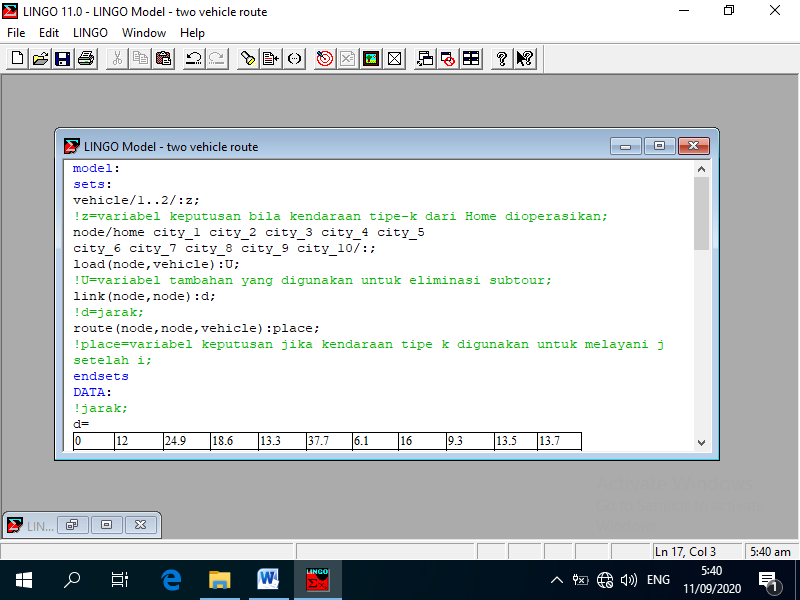 LINGO 11.0 - LINGO Model - two vehicle route
File Edit LINGO Window Help
LINGO Model - two vehicle route
model:
sets:
vehicle/1..2/:z;
!z=variabel keputusan bila kendaraan tipe-k dari Home dioperasikan;
node/home city_1 city_2 city_3 city_4 city_5
city_6 city_7 city_8 city_9 city_10/:;
load(node,vehicle):U;
!U=variabel tambahan yang digunakan untuk eliminasi subtour;
link(node,node):d;
!d=jarak;
route(node,node,vehicle):place;
!place=variabel keputusan jika kendaraan tipe k digunakan untuk melayani j
setelah i;
endsets
DATA:
!jarak;
d=
0 12 24.9 18.6 13.3 37.7 6.1 16 9.3 13.5 13.7
Activate Windows
LIN...
Ln 17, Col 3 5:40 am
ENG
5:40
11/09/2020
1
LINGO